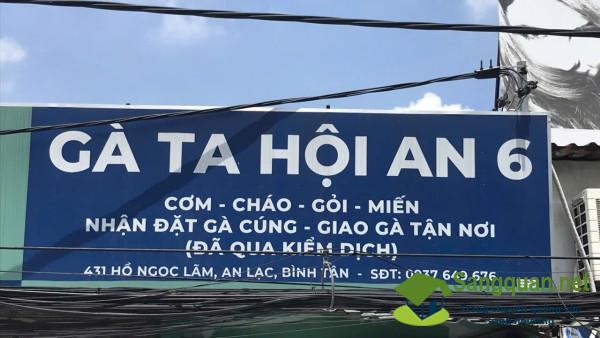 GÀ TA HỘI AN 6
CƠM - CHÁO - GỎI - MIẾN
NHẬN ĐẶT GÀ CÚNG - GIAO GÀ TẬN NƠI
(ĐÃ QUA KIỂM DỊCH)
431 HỒ NGỌC LÃM, AN LẠC, BÌNH TÂN - SĐT: 0937 649 676
Sangquan.net